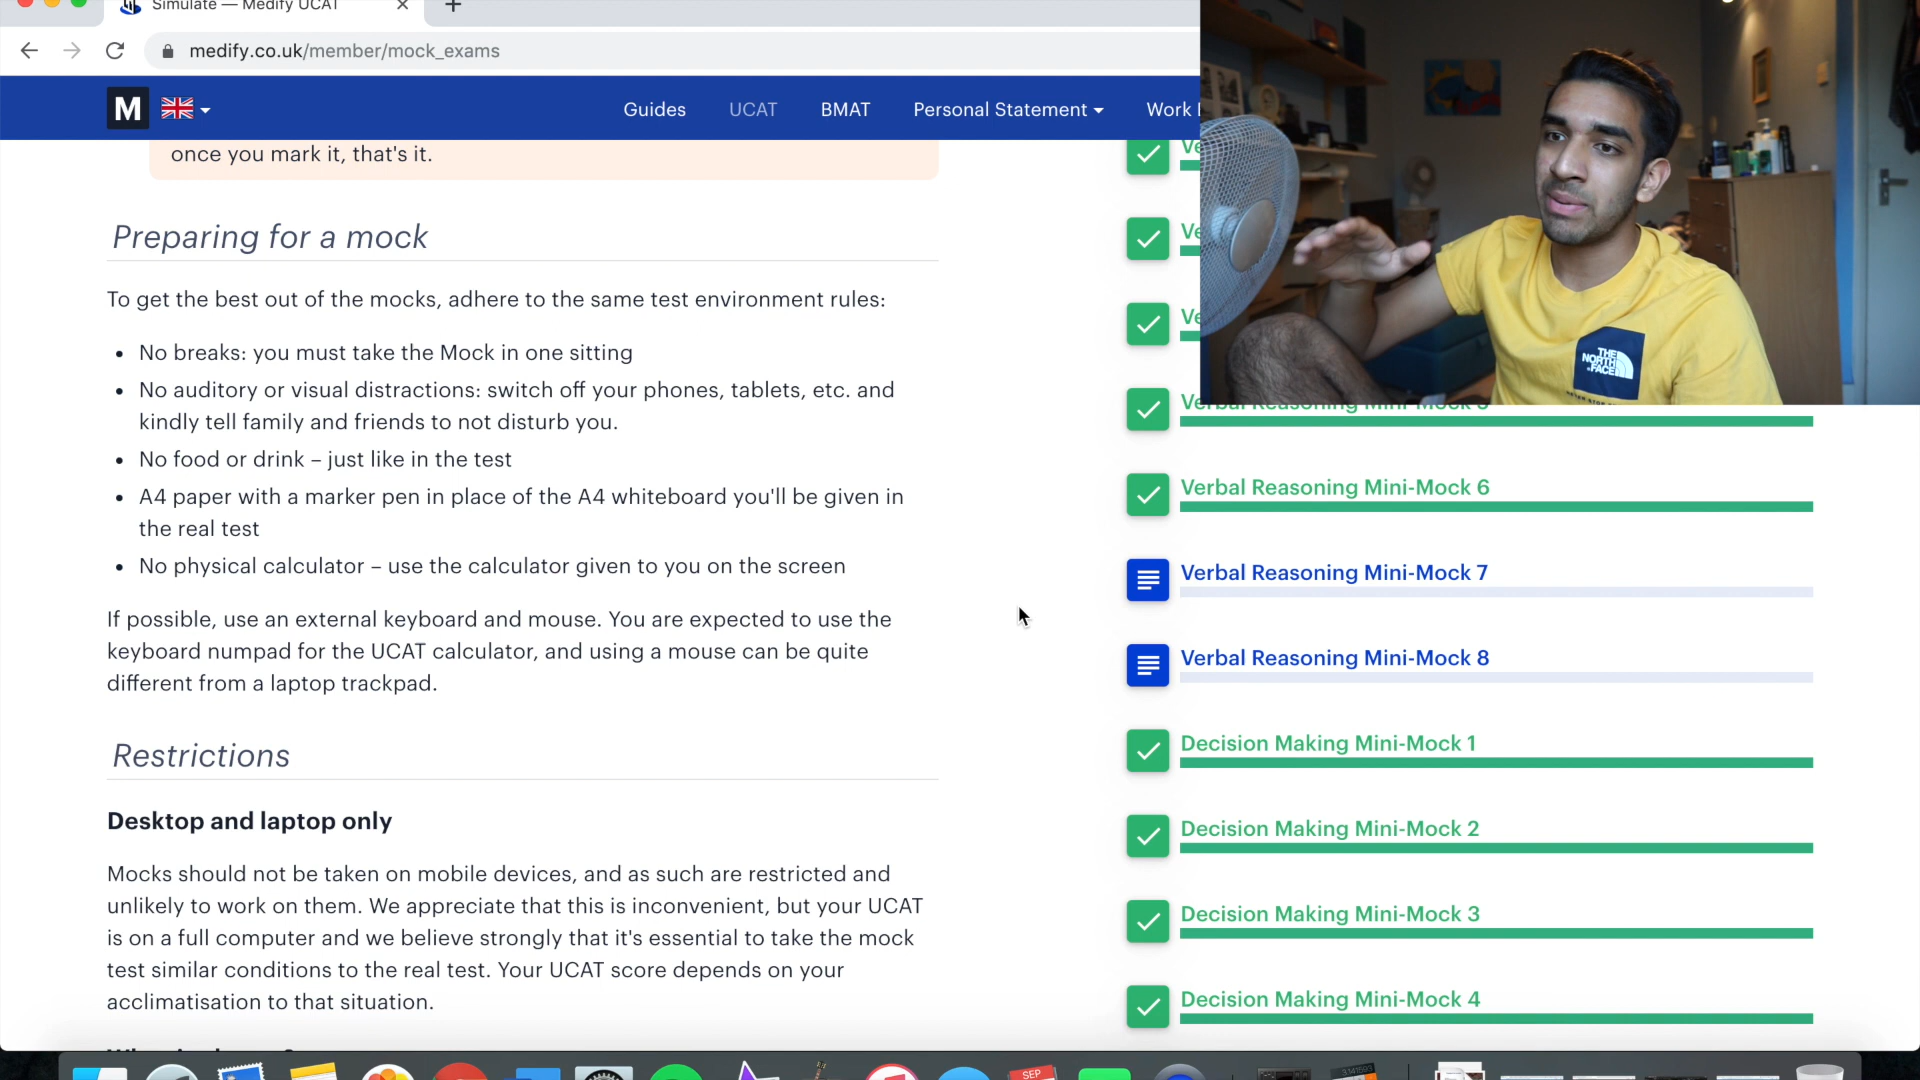 Simulate — Medify UCAT
medify.co.uk/member/mock_exams
M
Guides
UCAT
BMAT
Personal Statement
Work
once you mark it, that's it.
Preparing for a mock
To get the best out of the mocks, adhere to the same test environment rules:
No breaks: you must take the Mock in one sitting
No auditory or visual distractions: switch off your phones, tablets, etc. and
kindly tell family and friends to not disturb you.
No food or drink – just like in the test
A4 paper with a marker pen in place of the A4 whiteboard you'll be given in
the real test
No physical calculator – use the calculator given to you on the screen
If possible, use an external keyboard and mouse. You are expected to use the
keyboard numpad for the UCAT calculator, and using a mouse can be quite
different from a laptop trackpad.
Restrictions
Desktop and laptop only
Mocks should not be taken on mobile devices, and as such are restricted and
unlikely to work on them. We appreciate that this is inconvenient, but your UCAT
is on a full computer and we believe strongly that it's essential to take the mock
test similar conditions to the real test. Your UCAT score depends on your
acclimatisation to that situation.
Ve
Ve
Ve
Verbal Reasoning Mini-Mock 5
Verbal Reasoning Mini-Mock 6
Verbal Reasoning Mini-Mock 7
Verbal Reasoning Mini-Mock 8
Decision Making Mini-Mock 1
Decision Making Mini-Mock 2
Decision Making Mini-Mock 3
Decision Making Mini-Mock 4
THE
NORTH
FACE
SEP